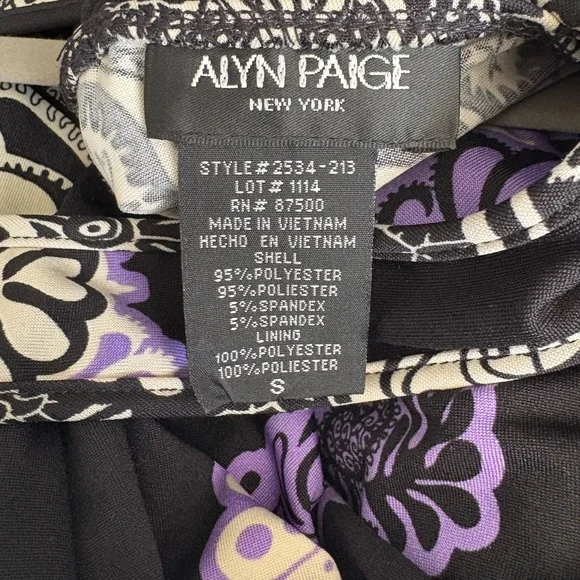 ALYN PAIGE
NEW YORK
STYLE# 2534-213
LOT# 1114
RN# 87500
MADE IN VIETNAM
HECHO EN VIETNAM
SHELL
95%POLYESTER
95%POLIESTER
5%SPANDEX
5%SPANDEX
LINING
100%POLYESTER
100%POLIESTER
S